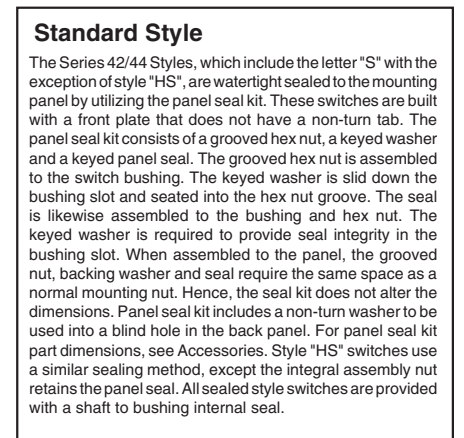 Standard Style
The Series 42/44 Styles, which include the letter "S" with the
exception of style "HS", are watertight sealed to the mounting
panel by utilizing the panel seal kit. These switches are built
with a front plate that does not have a non-turn tab. The
panel seal kit consists of a grooved hex nut, a keyed washer
and a keyed panel seal. The grooved hex nut is assembled
to the switch bushing. The keyed washer is slid down the
bushing slot and seated into the hex nut groove. The seal
is likewise assembled to the bushing and hex nut. The
keyed washer is required to provide seal integrity in the
bushing slot. When assembled to the panel, the grooved
nut, backing washer and seal require the same space as a
normal mounting nut. Hence, the seal kit does not alter the
dimensions. Panel seal kit includes a non-turn washer to be
used into a blind hole in the back panel. For panel seal kit
part dimensions, see Accessories. Style "HS" switches use
a similar sealing method, except the integral assembly nut
retains the panel seal. All sealed style switches are provided
with a shaft to bushing internal seal.